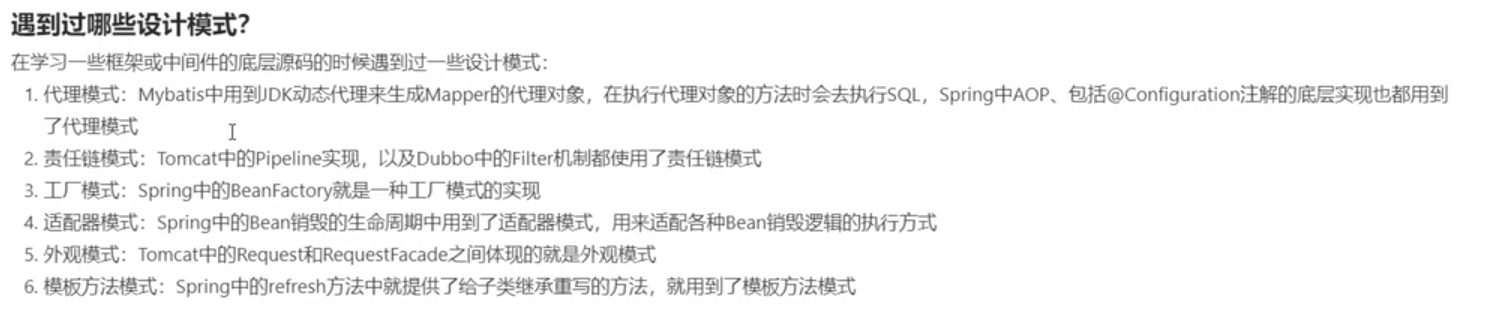 遇到过哪些设计模式?
在学习一些框架或中间件的底层源码的时候遇到过一些设计模式:
1. 代理模式:Mybatis中用到JDK动态代理来生成Mapper的代理对象,在执行代理对象的方法时会去执行SQL,Spring中AOP、包括@Configuration注解的底层实现也都用到
了代理模式
2. 责任链模式:Tomcat中的Pipeline实现,以及Dubbo中的Filter机制都使用了责任链模式
3. 工厂模式:Spring中的BeanFactory就是一种工厂模式的实现
4. 适配器模式:Spring中的Bean销毁的生命周期中用到了适配器模式,用来适配各种Bean销毁逻辑的执行方式
5. 外观模式:Tomcat中的Request和RequestFacade之间体现的就是外观模式
6. 模板方法模式:Spring中的refresh方法中就提供了给子类继承重写的方法,就用到了模板方法模式